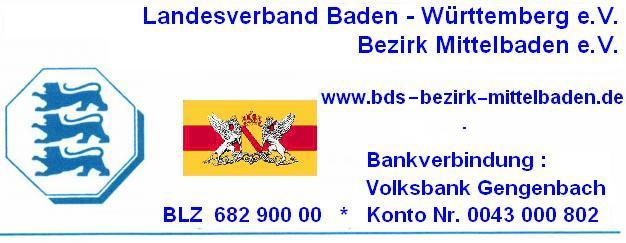 Landesverband Baden - Württemberg e.V.
Bezirk Mittelbaden e.V.
www.bds-bezirk-mittelbaden.de
.
Bankverbindung :
Volksbank Gengenbach
BLZ 682 900 00 * Konto Nr. 0043 000 802